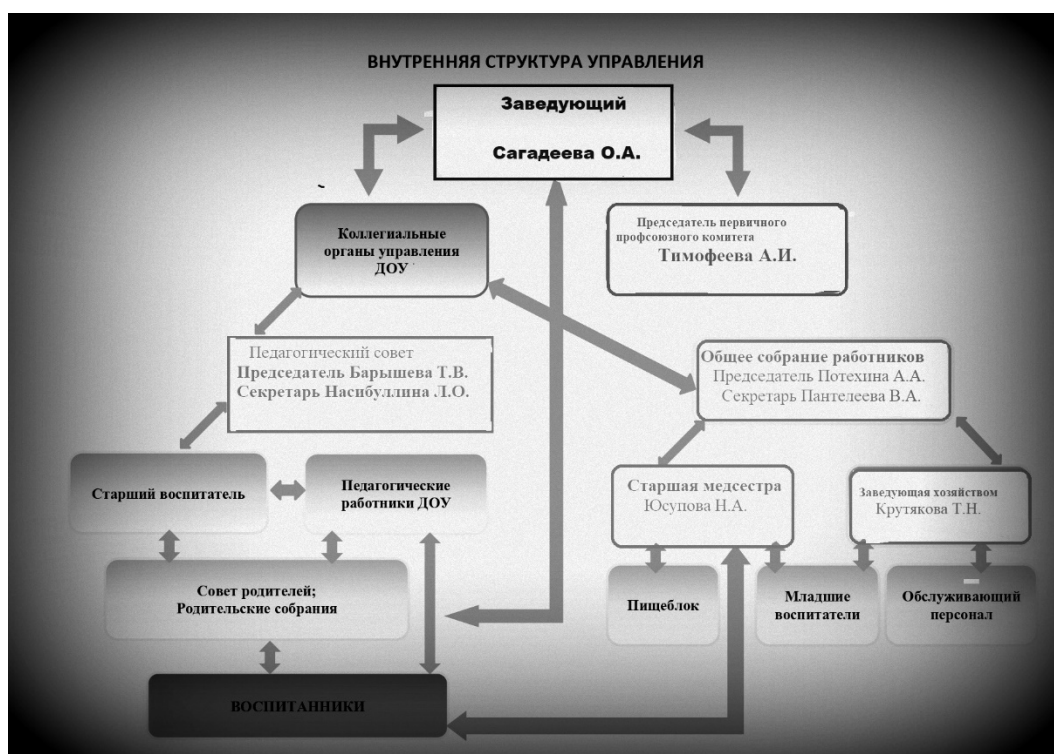 ВНУТРЕННЯЯ СТРУКТУРА УПРАВЛЕНИЯ
Заведующий
Сагадеева О.А.
Коллегиальные
органы управления
ДОУ
Председатель первичного
профсоюзного комитета
Тимофеева А.И.
Педагогический совет
Председатель Барышева Т.В.
Секретарь Насибуллина Л.О.
Общее собрание работников
Председатель Потехина А.А.
Секретарь Пантелеева В.А.
Старший воспитатель
Педагогические
работники ДОУ
Старшая медсестра
Юсупова Н.А.
Заведующая хозяйством
Крутякова Т.Н.
Совет родителей;
Родительские собрания
Пищеблок
Младшие
воспитатели
Обслуживающий
персонал
ВОСПИТАННИКИ